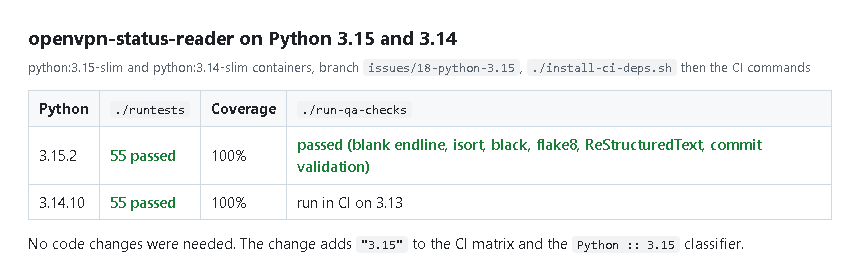 openvpn-status-reader on Python 3.15 and 3.14
python:3.15-slim and python:3.14-slim containers, branch issues/18-python-3.15, ./install-ci-deps.sh then the CI commands
Python ./runtests Coverage ./run-qa-checks
3.15.2 55 passed 100% passed (blank endline, isort, black, flake8, ReStructuredText, commit
validation)
3.14.10 55 passed 100% run in CI on 3.13
No code changes were needed. The change adds "3.15" to the CI matrix and the Python :: 3.15 classifier.